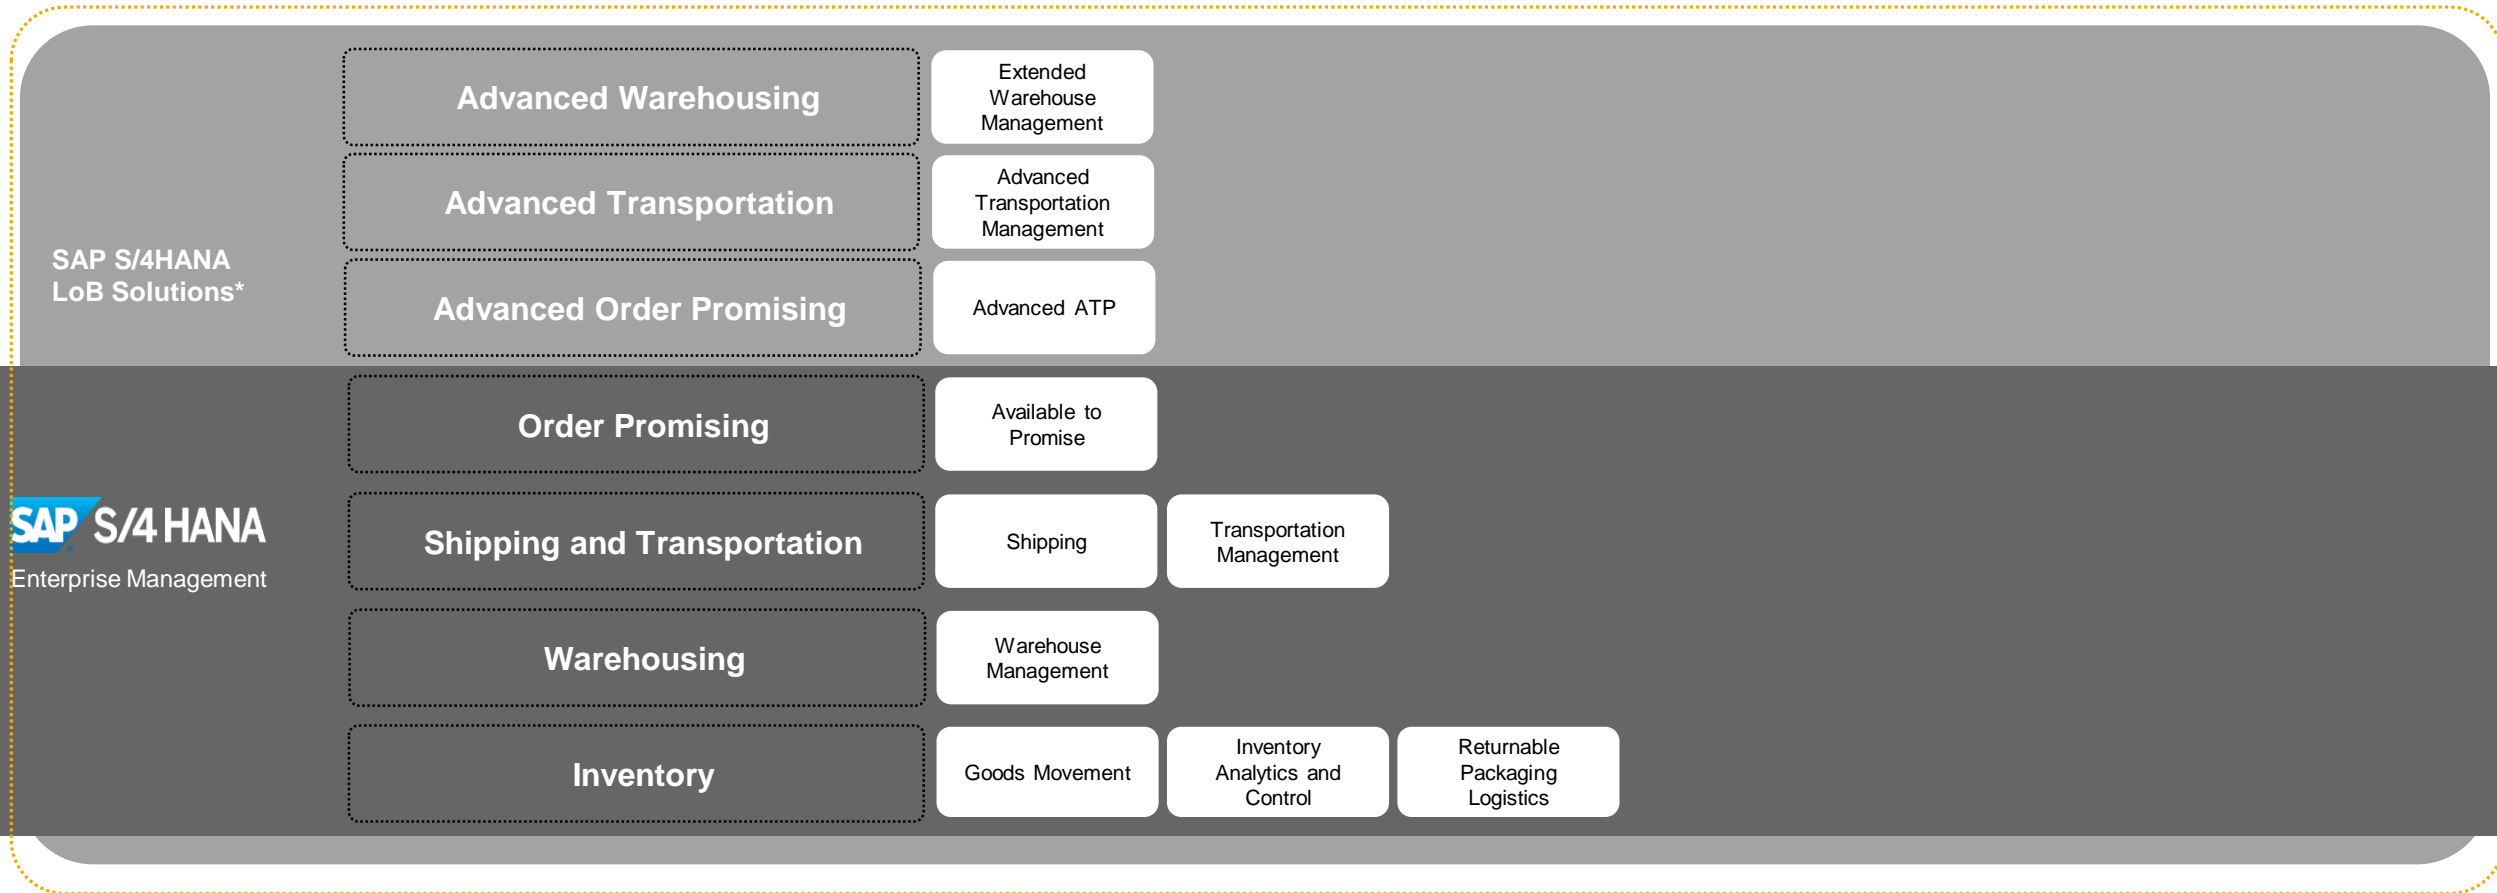 Advanced Warehousing
Extended
Warehouse
Management
Advanced Transportation
Advanced
Transportation
Management
SAP S/4HANA
LoB Solutions*
Advanced Order Promising
Advanced ATP
Order Promising
Available to
Promise
SAP S/4HANA
Enterprise Management
Shipping and Transportation
Shipping
Transportation
Management
Warehousing
Warehouse
Management
Inventory
Goods Movement
Inventory
Analytics and
Control
Returnable
Packaging
Logistics